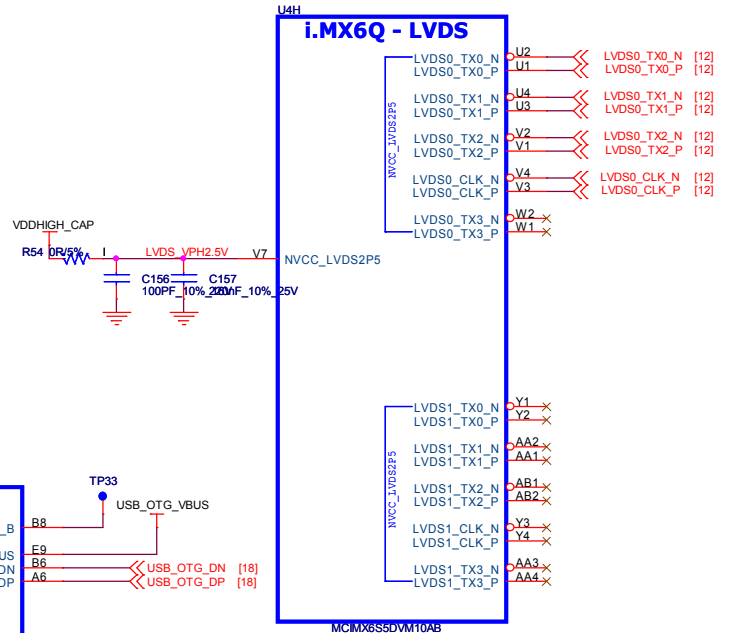 U4H
i.MX6Q - LVDS
LVDS0_TX0_N U2 LVDS0_TX0_N [12]
LVDS0_TX0_P U1 LVDS0_TX0_P [12]
LVDS0_TX1_N U4 LVDS0_TX1_N [12]
LVDS0_TX1_P U3 LVDS0_TX1_P [12]
NVCC_LVDS2P5
LVDS0_TX2_N V2 LVDS0_TX2_N [12]
LVDS0_TX2_P V1 LVDS0_TX2_P [12]
LVDS0_CLK_N V4 LVDS0_CLK_N [12]
LVDS0_CLK_P V3 LVDS0_CLK_P [12]
LVDS0_TX3_N W2
LVDS0_TX3_P W1
VDDHIGH_CAP
R54 0R/5% I LVDS_VPH2.5V V7 NVCC_LVDS2P5
C156 C157
100PF_10%
F_10%_25V
LVDS1_TX0_N Y1
LVDS1_TX0_P Y2
LVDS1_TX1_N AA2
LVDS1_TX1_P AA1
NVCC_LVDS2P5
LVDS1_TX2_N AB1
LVDS1_TX2_P AB2
LVDS1_CLK_N Y3
LVDS1_CLK_P Y4
LVDS1_TX3_N AA3
LVDS1_TX3_P AA4
MCIMX6S5DVM10AB
TP33
USB_OTG_VBUS
_B B8
US E9
DN B6 USB_OTG_DN [18]
DP A6 USB_OTG_DP [18]